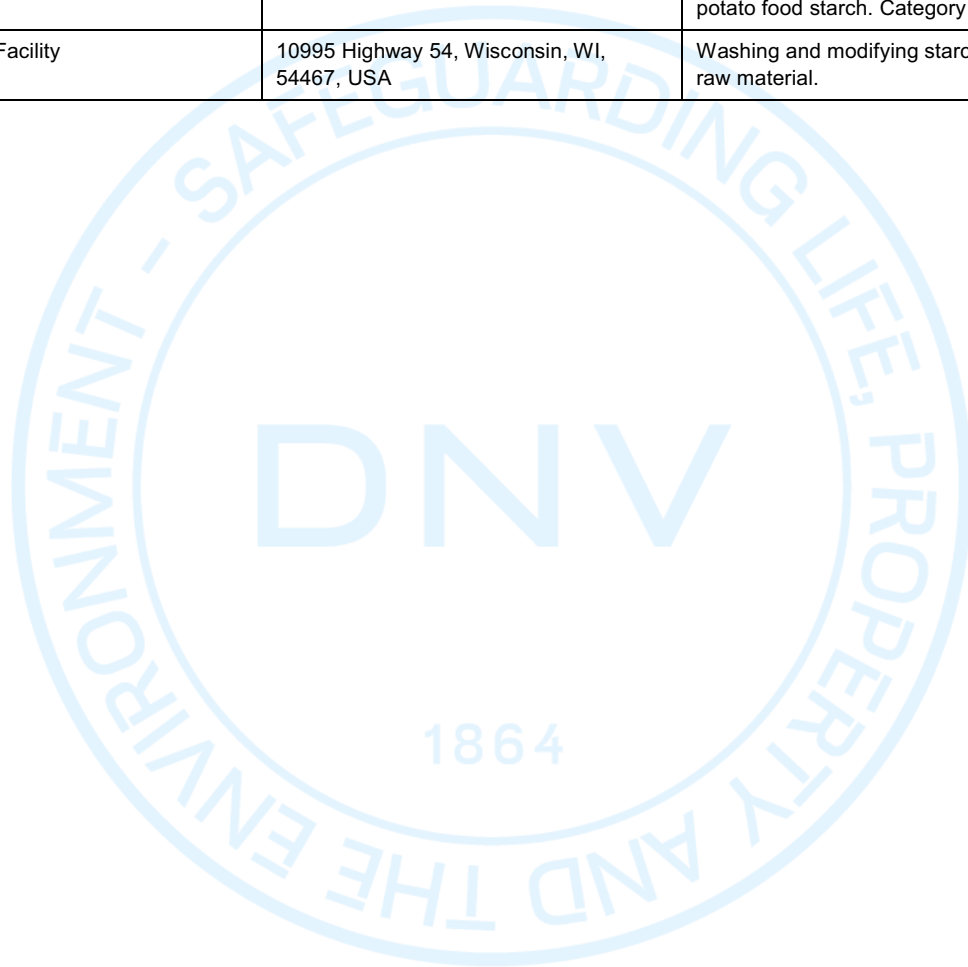 potato food starch. Category
Facility
10995 Highway 54, Wisconsin, WI,
54467, USA
Washing and modifying starc
raw material.
SAFEGUARDING LIFE, PROPERTY AND THE ENVIRONMENT -
DNV
1864